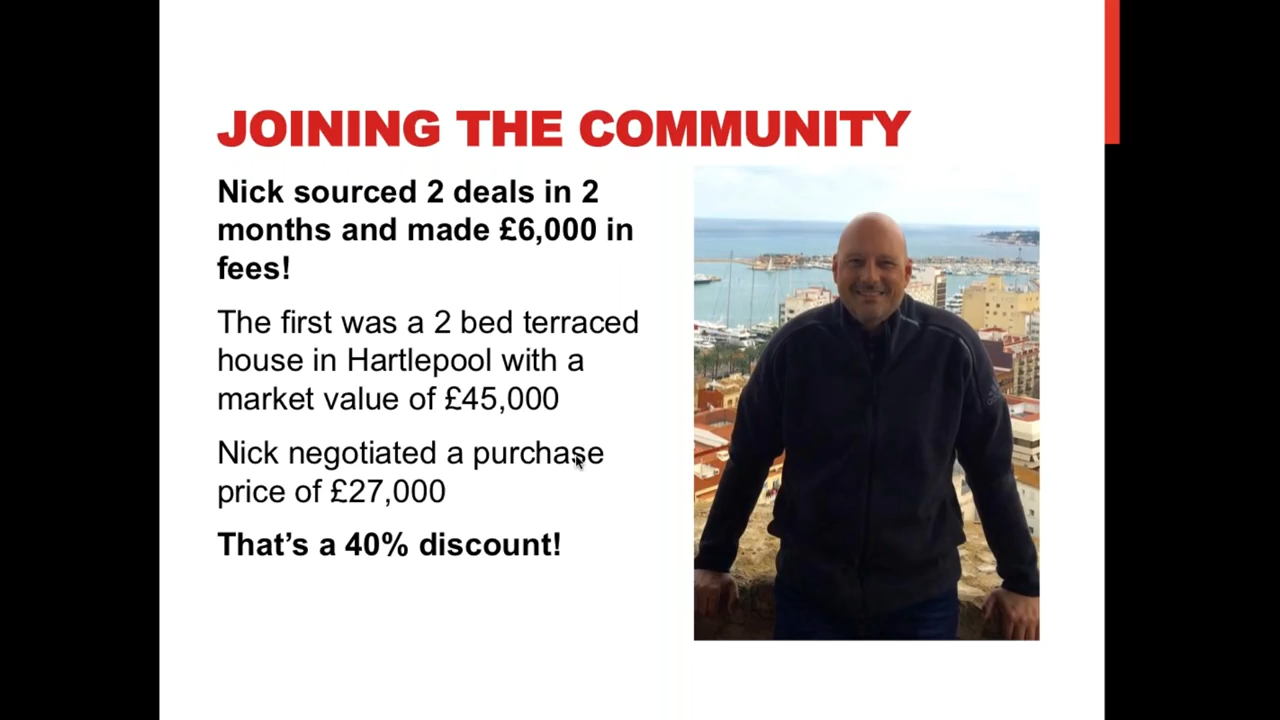 JOINING THE COMMUNITY
Nick sourced 2 deals in 2
months and made £6,000 in
fees!
The first was a 2 bed terraced
house in Hartlepool with a
market value of £45,000
Nick negotiated a purchase
price of £27,000
That’s a 40% discount!